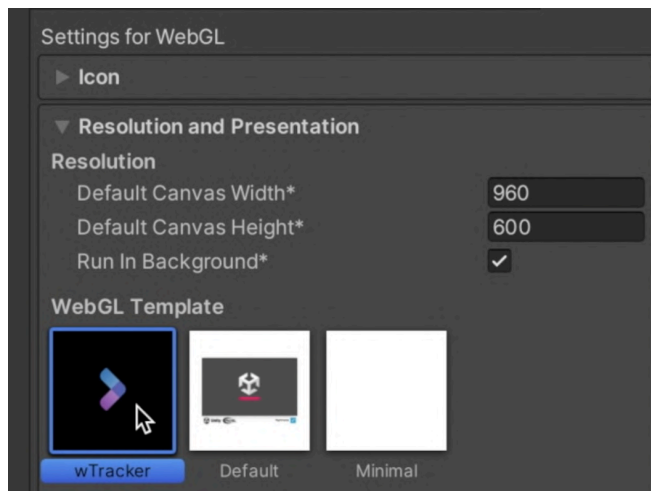 Settings for WebGL
Icon
Resolution and Presentation
Resolution
Default Canvas Width* 960
Default Canvas Height* 600
Run In Background*
WebGL Template
wTracker Default Minimal